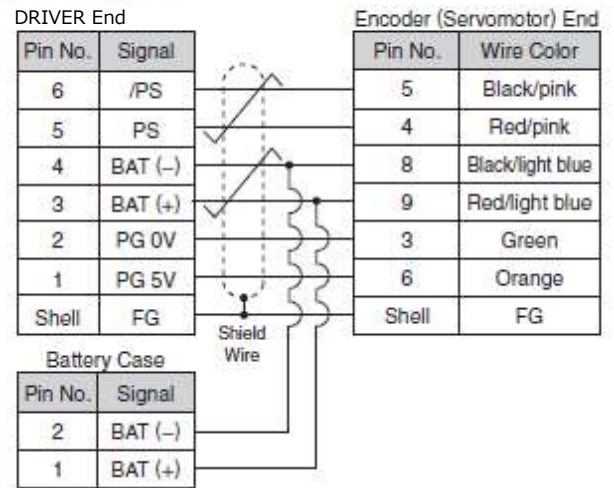 DRIVER End
Encoder (Servomotor) End
Pin No. Signal
Pin No. Wire Color
6 /PS
5 Black/pink
5 PS
4 Red/pink
4 BAT (–)
8 Black/light blue
3 BAT (+)
9 Red/light blue
2 PG 0V
3 Green
1 PG 5V
6 Orange
Shell FG
Shell FG
Shield
Wire
Battery Case
Pin No. Signal
2 BAT (–)
1 BAT (+)